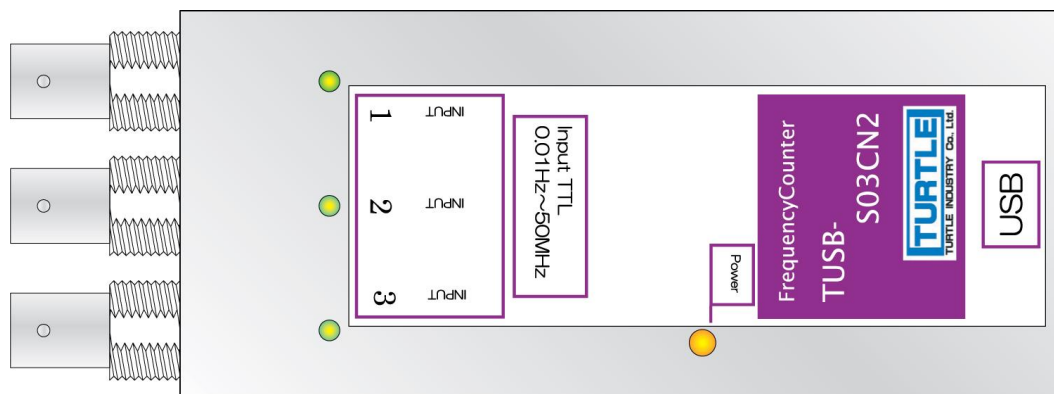 1 INPUT
2 INPUT
3 INPUT
Input TTL
0.01Hz～50MHz
Power
FrequencyCounter
TUSB-
S03CN2
TURTLE
TURTLE INDUSTRY Co., Ltd.
USB